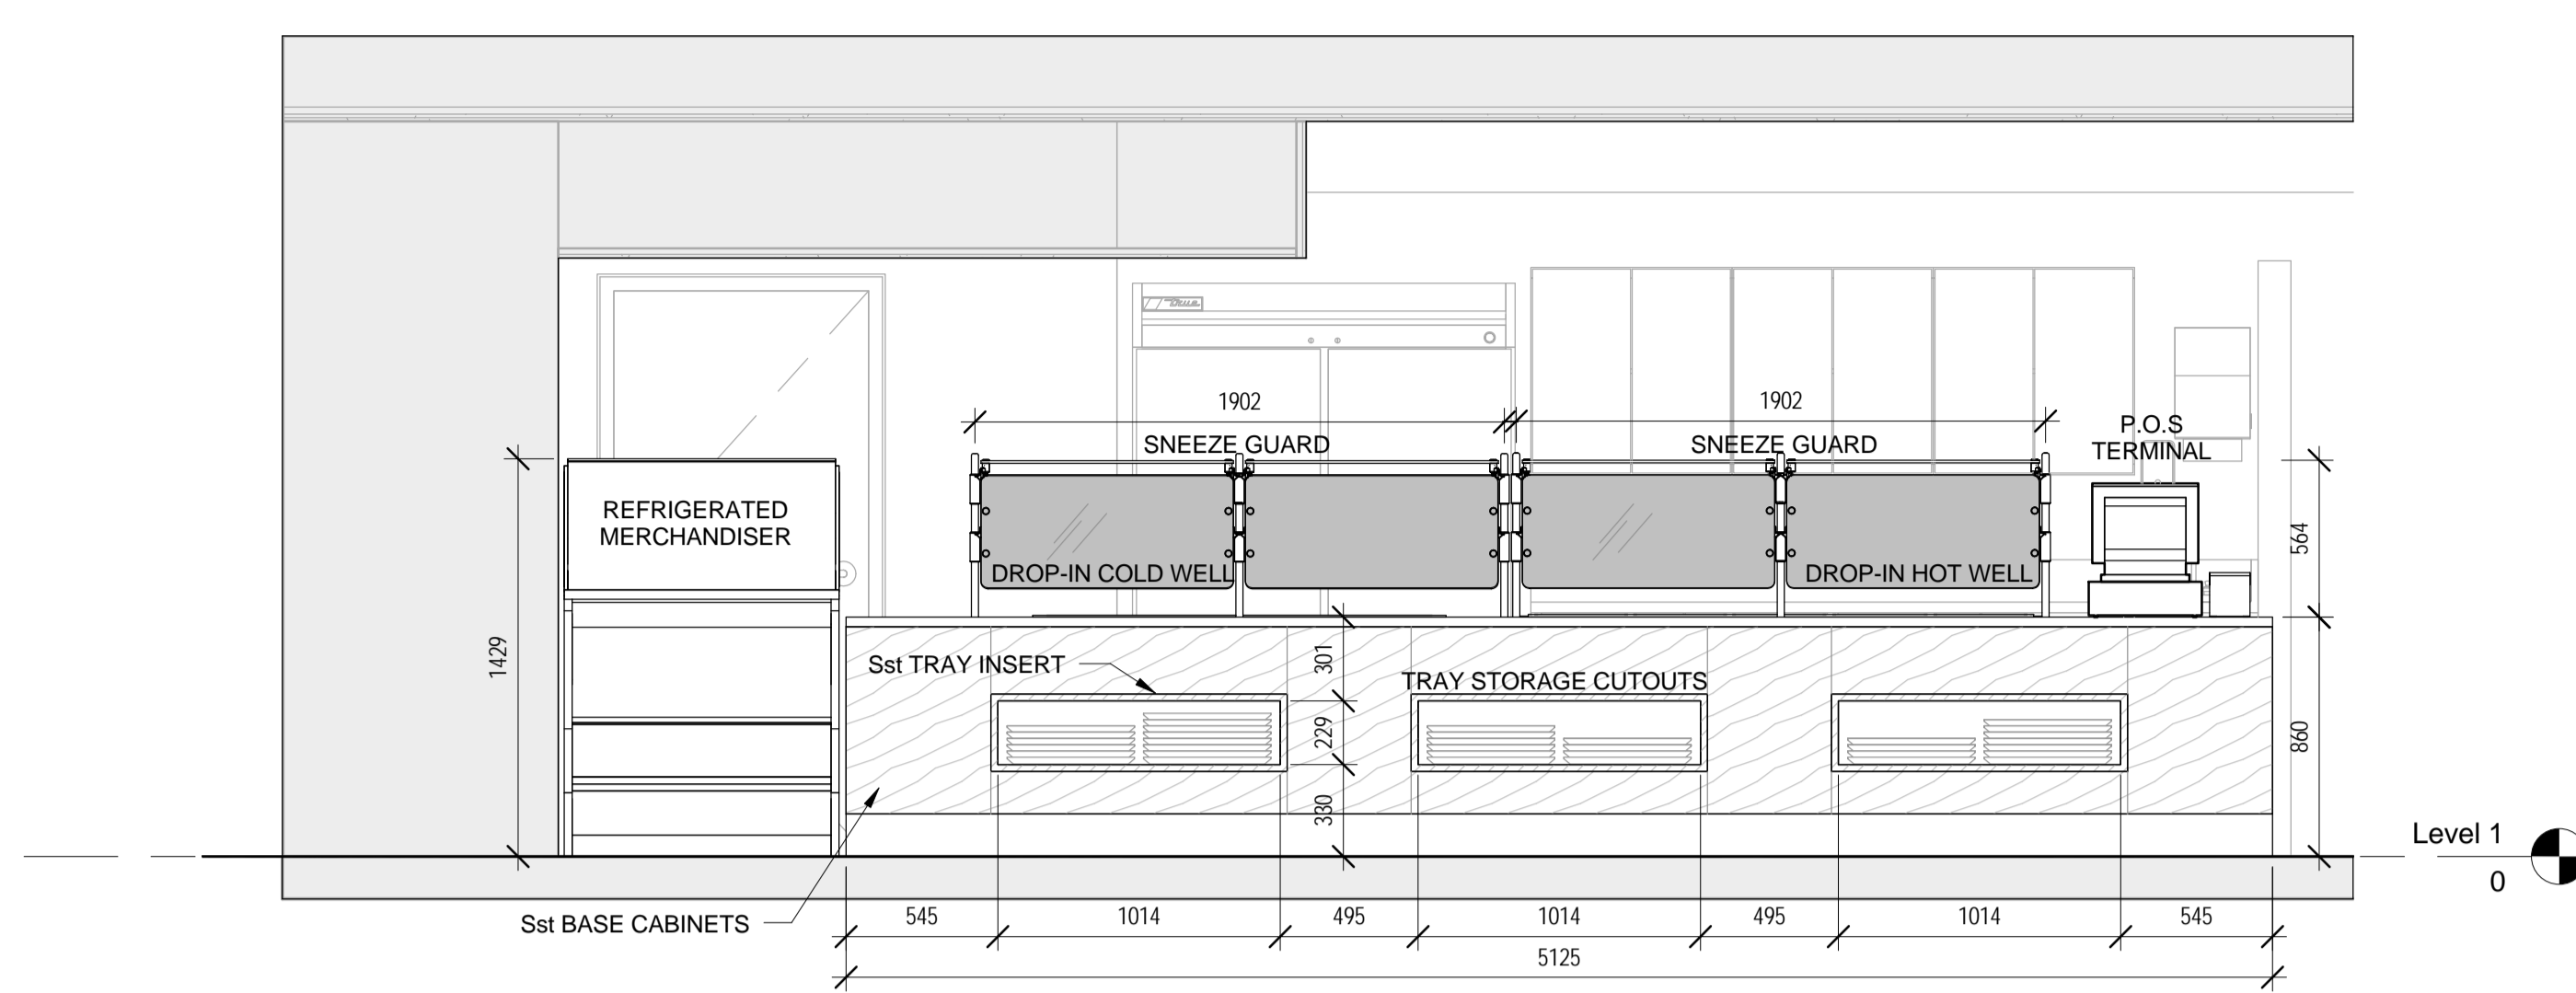 True
1902
1902
SNEEZE GUARD
SNEEZE GUARD
P.O.S
TERMINAL
REFRIGERATED
MERCHANDISER
DROP-IN COLD WELL
DROP-IN HOT WELL
564
1429
Sst TRAY INSERT
301
TRAY STORAGE CUTOUTS
229
860
330
Level 1
0
Sst BASE CABINETS
545
1014
495
1014
495
1014
545
5125